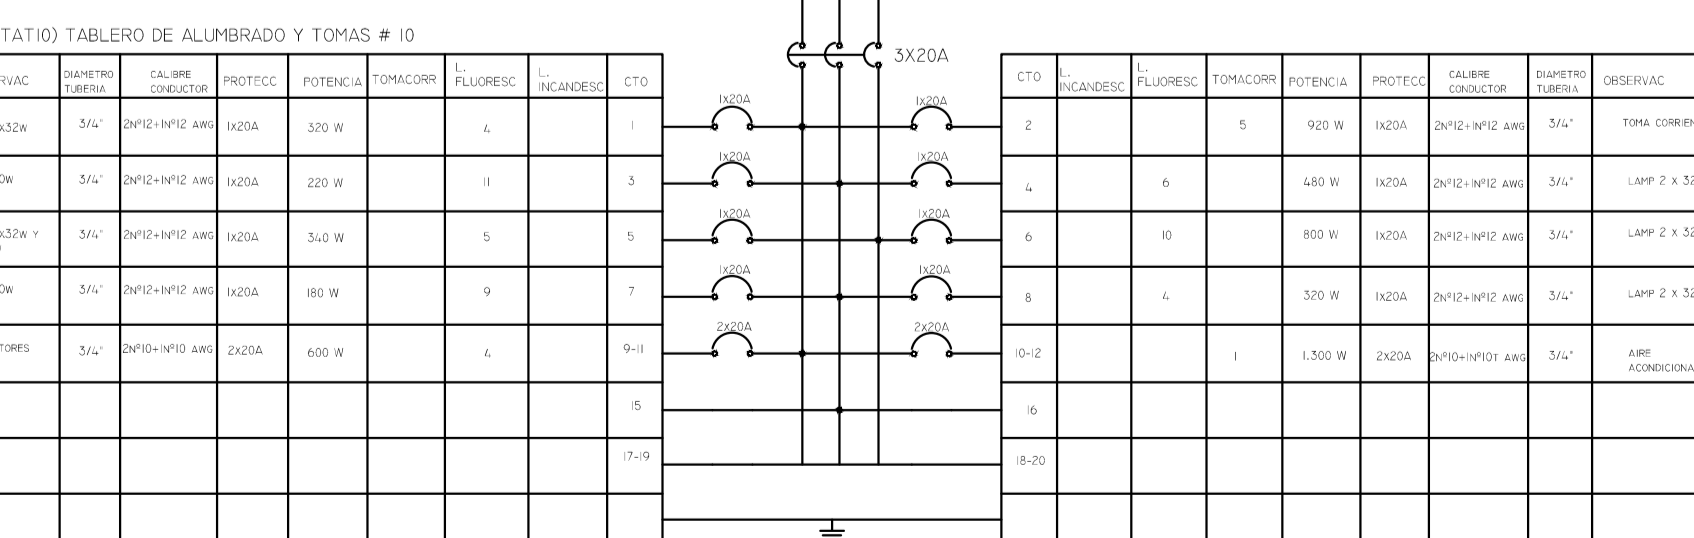 TAT10) TABLERO DE ALUMBRADO Y TOMAS # 10
3X20A
RVAC DIAMETRO TUBERIA CALIBRE CONDUCTOR PROTECC POTENCIA TOMACORR L. FLUORESC L. INCANDESC CTO
X32W 3/4" 2Nº12+1Nº12 AWG 1X20A 320 W 4 1
0W 3/4" 2Nº12+1Nº12 AWG 1X20A 220 W 11 3
X32W Y 3/4" 2Nº12+1Nº12 AWG 1X20A 340 W 5 5
0W 3/4" 2Nº12+1Nº12 AWG 1X20A 180 W 9 7
TORES 3/4" 2Nº10+1Nº10 AWG 2X20A 600 W 4 9-11
15
17-19
1X20A 1X20A
1X20A 1X20A
1X20A 1X20A
1X20A 1X20A
2X20A 2X20A
CTO L. INCANDESC L. FLUORESC TOMACORR POTENCIA PROTECC CALIBRE CONDUCTOR DIAMETRO TUBERIA OBSERVAC
2 5 920 W 1X20A 2Nº12+1Nº12 AWG 3/4" TOMA CORRIEN
4 6 480 W 1X20A 2Nº12+1Nº12 AWG 3/4" LAMP 2 X 32
6 10 800 W 1X20A 2Nº12+1Nº12 AWG 3/4" LAMP 2 X 32
8 4 320 W 1X20A 2Nº12+1Nº12 AWG 3/4" LAMP 2 X 32
10-12 1 1.300 W 2X20A 2Nº10+1Nº10T AWG 3/4" AIRE ACONDICIONA
16
18-20